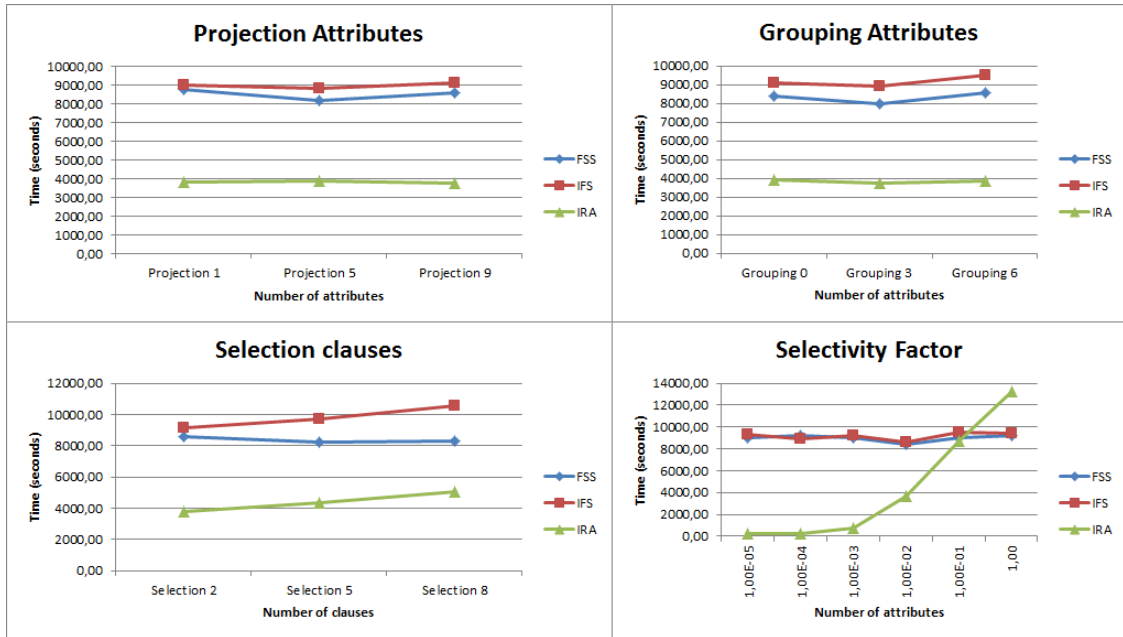 Projection Attributes
10000,00
9000,00
8000,00
7000,00
6000,00
5000,00
4000,00
3000,00
2000,00
1000,00
0,00
Time (seconds)
Projection 1 Projection 5 Projection 9
Number of attributes
FSS
IFS
IRA
Grouping Attributes
10000,00
9000,00
8000,00
7000,00
6000,00
5000,00
4000,00
3000,00
2000,00
1000,00
0,00
Time (seconds)
Grouping 0 Grouping 3 Grouping 6
Number of attributes
FSS
IFS
IRA
Selection clauses
12000,00
10000,00
8000,00
6000,00
4000,00
2000,00
0,00
Time (seconds)
Selection 2 Selection 5 Selection 8
Number of clauses
FSS
IFS
IRA
Selectivity Factor
14000,00
12000,00
10000,00
8000,00
6000,00
4000,00
2000,00
0,00
Time (seconds)
1,00E-05
1,00E-04
1,00E-03
1,00E-02
1,00E-01
1,00
Number of attributes
FSS
IFS
IRA